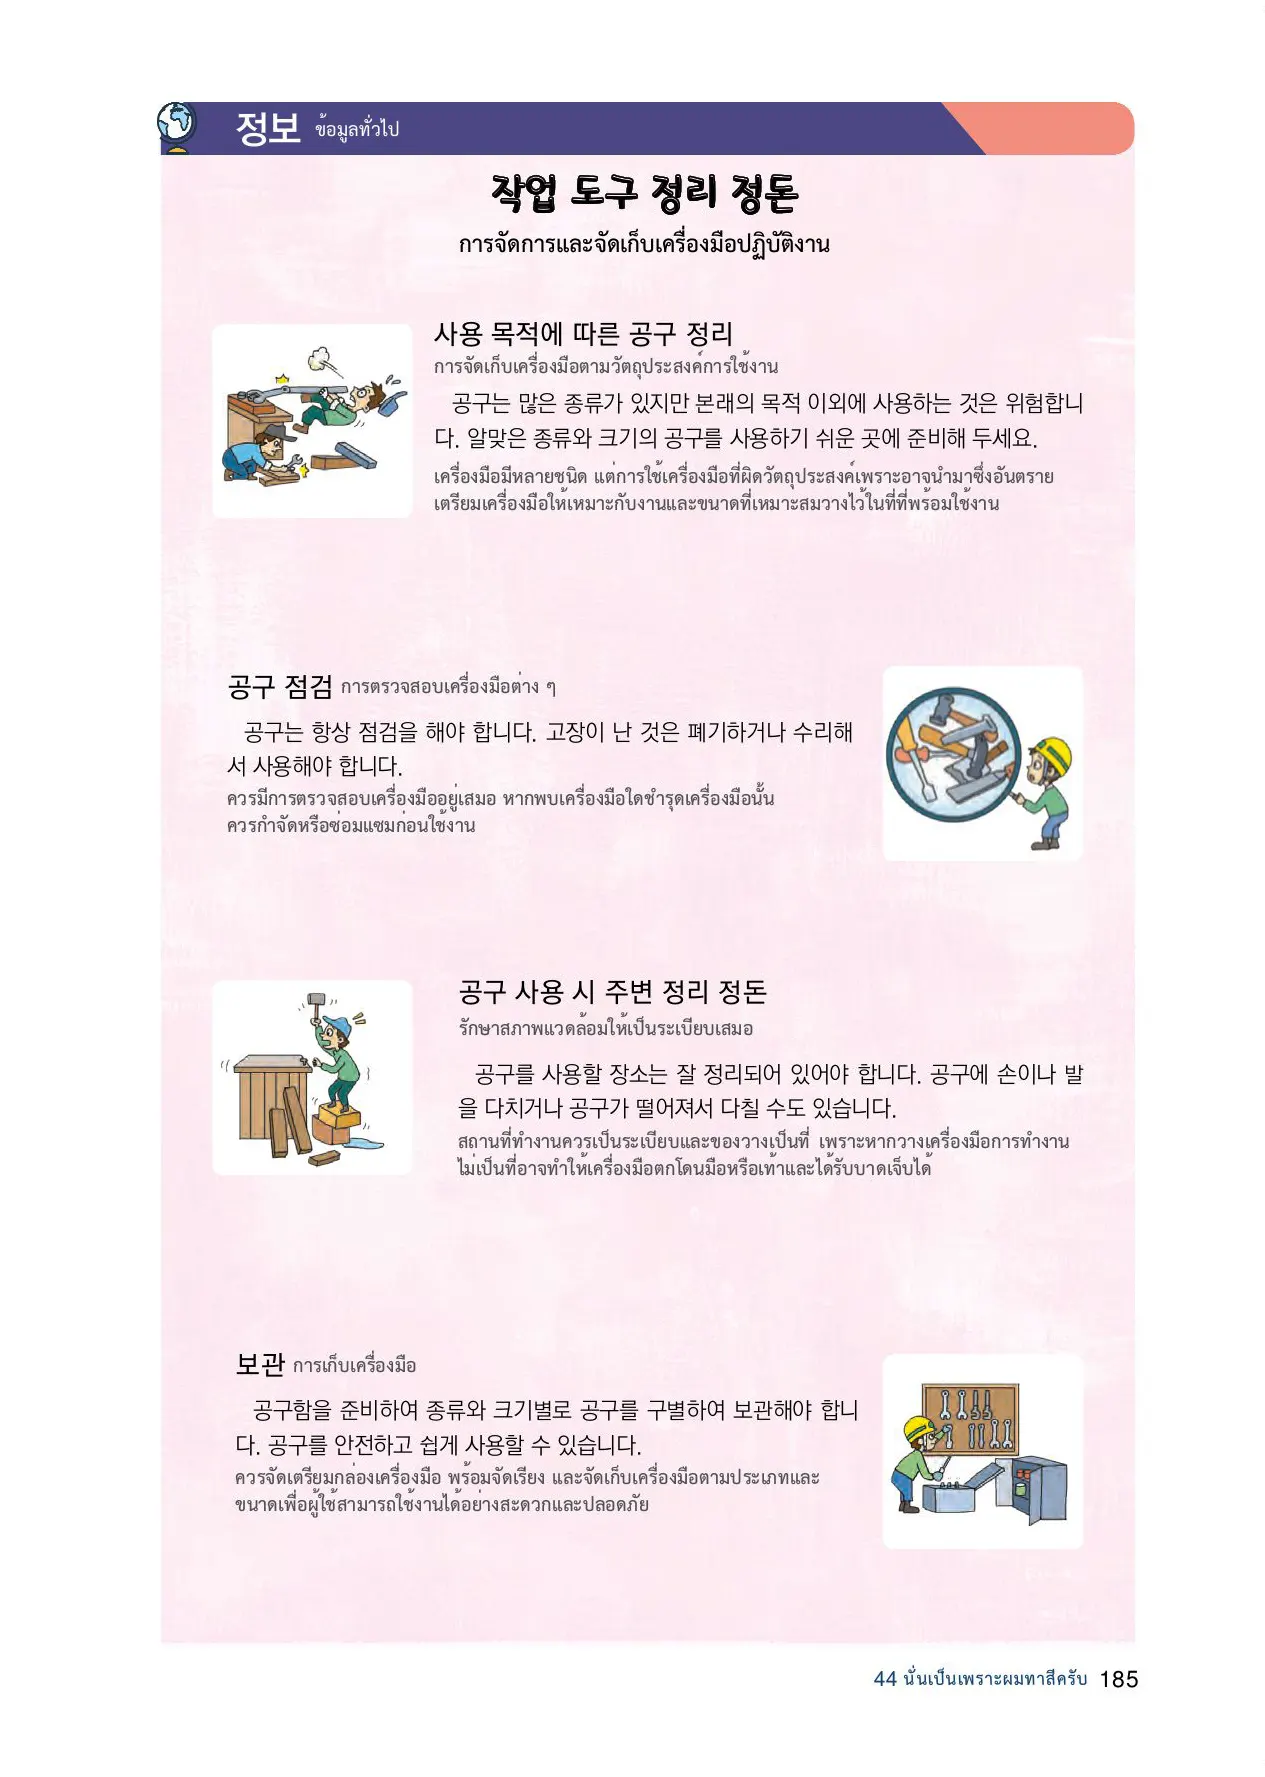 정보 ข้อมูลทั่วไป
작업 도구 정리 정돈
การจัดการและจัดเก็บเครื่องมือปฏิบัติงาน
사용 목적에 따른 공구 정리
การจัดเก็บเครื่องมือตามวัตถุประสงค์การใช้งาน
공구는 많은 종류가 있지만 본래의 목적 이외에 사용하는 것은 위험합니
다. 알맞은 종류와 크기의 공구를 사용하기 쉬운 곳에 준비해 두세요.
เครื่องมือมีหลายชนิด แต่การใช้เครื่องมือที่ผิดวัตถุประสงค์เพราะอาจนำมาซึ่งอันตราย
เตรียมเครื่องมือให้เหมาะกับงานและขนาดที่เหมาะสมวางไว้ในที่ที่พร้อมใช้งาน
공구 점검 การตรวจสอบเครื่องมือต่าง ๆ
공구는 항상 점검을 해야 합니다. 고장이 난 것은 폐기하거나 수리해
서 사용해야 합니다.
ควรมีการตรวจสอบเครื่องมืออยู่เสมอ หากพบเครื่องมือใดชำรุดเครื่องมือนั้น
ควรกำจัดหรือซ่อมแซมก่อนใช้งาน
공구 사용 시 주변 정리 정돈
รักษาสภาพแวดล้อมให้เป็นระเบียบเสมอ
공구를 사용할 장소는 잘 정리되어 있어야 합니다. 공구에 손이나 발
을 다치거나 공구가 떨어져서 다칠 수도 있습니다.
สถานที่ทำงานควรเป็นระเบียบและของวางเป็นที่ เพราะหากวางเครื่องมือการทำงาน
ไม่เป็นที่อาจทำให้เครื่องมือตกโดนมือหรือเท้าและได้รับบาดเจ็บได้
보관 การเก็บเครื่องมือ
공구함을 준비하여 종류와 크기별로 공구를 구별하여 보관해야 합니
다. 공구를 안전하고 쉽게 사용할 수 있습니다.
ควรจัดเตรียมกล่องเครื่องมือ พร้อมจัดเรียง และจัดเก็บเครื่องมือตามประเภทและ
ขนาดเพื่อผู้ใช้สามารถใช้งานได้อย่างสะดวกและปลอดภัย
44 นั่นเป็นเพราะผมทาสีครับ 185